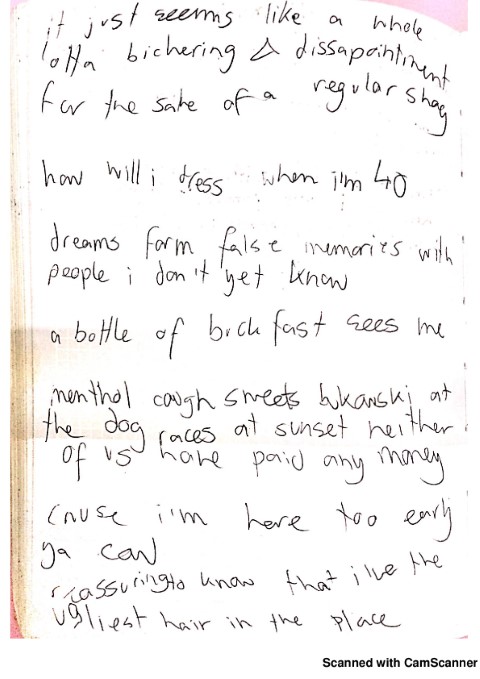 it just seems like a whole
lotta bichering & dissapointment
for the sake of a regular shag
how will i dress when i'm 40
dreams form false memories with
people i don't yet know
a bottle of buckfast sees me
menthol cough sweets bukowski at
the dog races at sunset neither
of us have paid any money
cause i'm here too early
ya cow
reassuring to know that i've the
ugliest hair in the place
Scanned with CamScanner